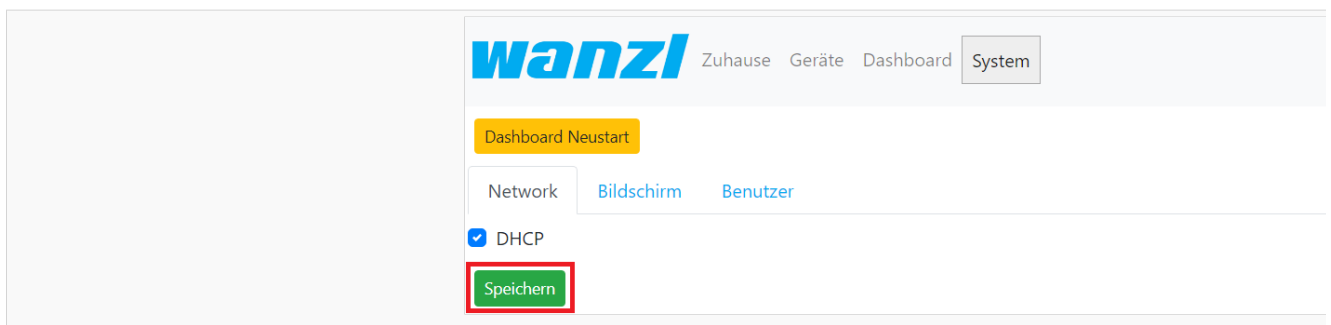 wanzl Zuhause Geräte Dashboard System
Dashboard Neustart
Network Bildschirm Benutzer
DHCP
Speichern